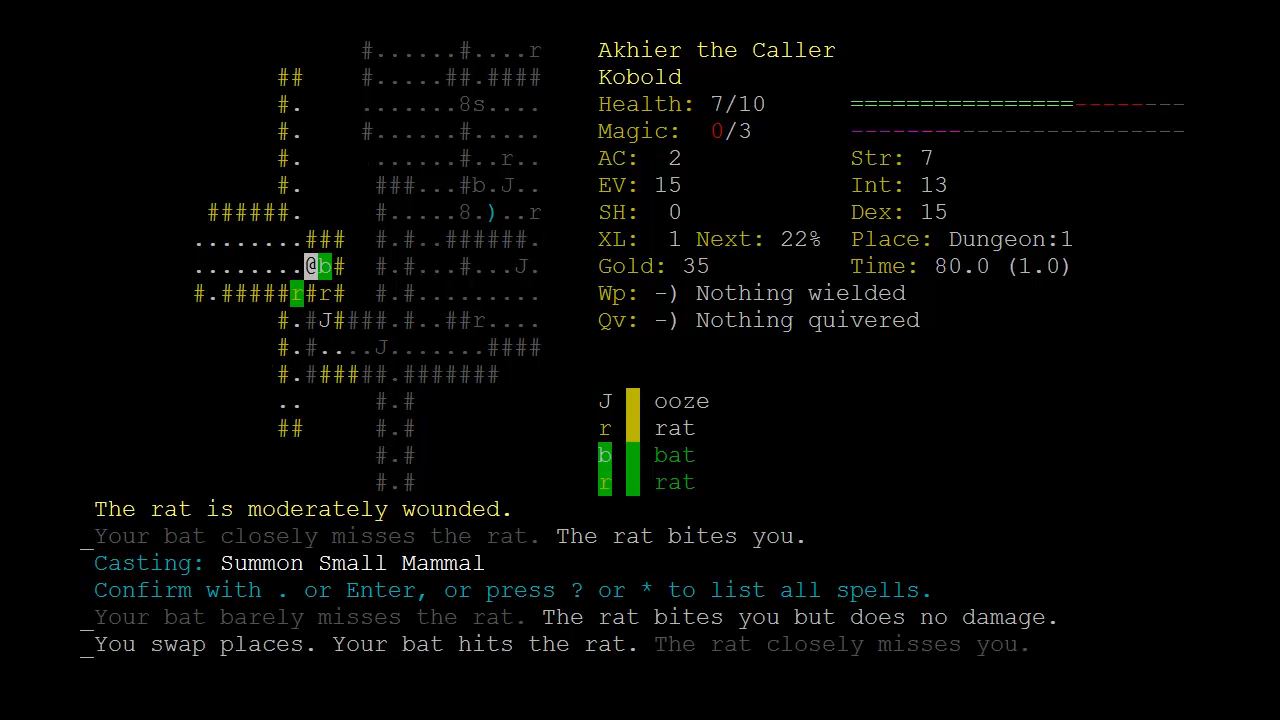 #......#....r Akhier the Caller
## #.....##.#### Kobold
#. .......8s.... Health: 7/10 ================--------
#. #......#..... Magic: 0/3 ------------------------
#. ......#..r.. AC: 2 Str: 7
#. ###...#b.J.. EV: 15 Int: 13
######. #.....8.)..r SH: 0 Dex: 15
........### #.#..######. XL: 1 Next: 22% Place: Dungeon:1
........@b# #.#...#....J. Gold: 35 Time: 80.0 (1.0)
#.#####r#r# #.#......... Wp: -) Nothing wielded
#.#J####.#..##r.... Qv: -) Nothing quivered
#.#....J.......####
#.######.####### 
.. #.# J ooze
## #.# r rat
#.# b bat
#.# r rat
The rat is moderately wounded.
_Your bat closely misses the rat. The rat bites you.
Casting: Summon Small Mammal
Confirm with . or Enter, or press ? or * to list all spells.
_Your bat barely misses the rat. The rat bites you but does no damage.
_You swap places. Your bat hits the rat. The rat closely misses you.